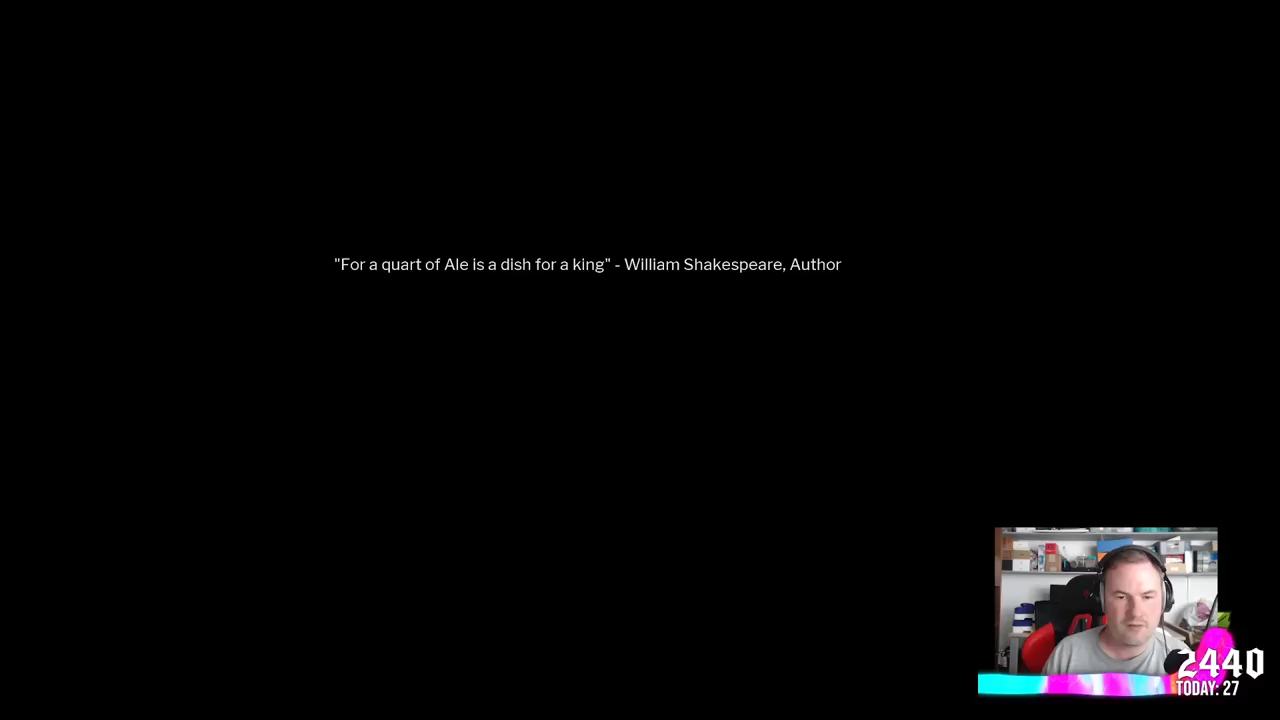 "For a quart of Ale is a dish for a king" - William Shakespeare, Author
2440
TODAY: 27